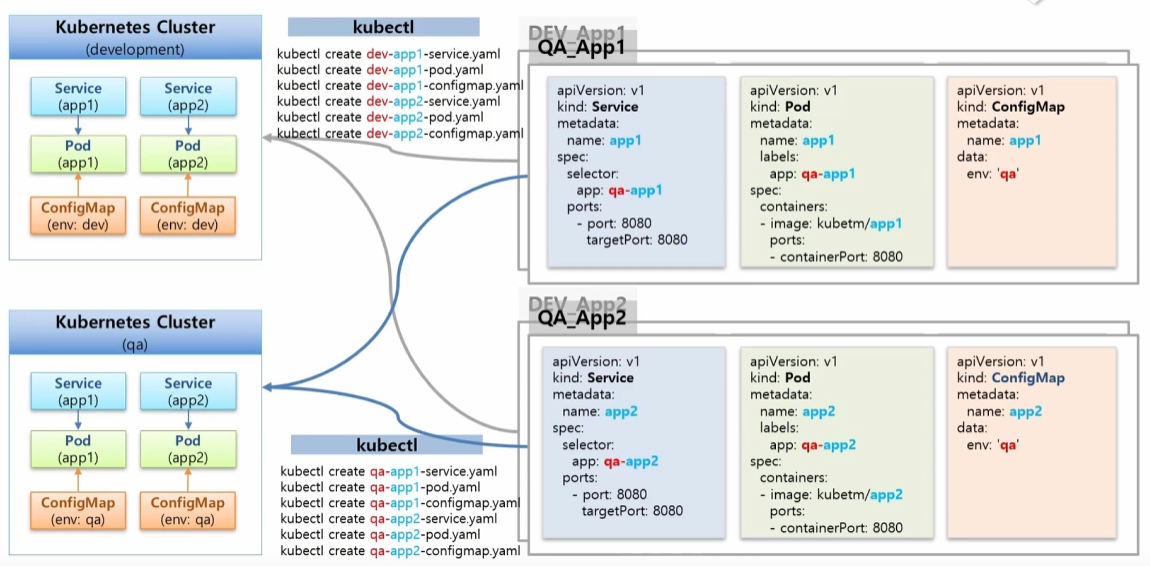 Kubernetes Cluster
(development)
Service
(app1)
Service
(app2)
Pod
(app1)
Pod
(app2)
ConfigMap
(env: dev)
ConfigMap
(env: dev)
kubectl
kubectl create dev-app1-service.yaml
kubectl create dev-app1-pod.yaml
kubectl create dev-app1-configmap.yaml
kubectl create dev-app2-service.yaml
kubectl create dev-app2-pod.yaml
kubectl create dev-app2-configmap.yaml
DEV_App1
QA_App1
apiVersion: v1
kind: Service
metadata:
name: app1
spec:
selector:
app: qa-app1
ports:
- port: 8080
targetPort: 8080
apiVersion: v1
kind: Pod
metadata:
name: app1
labels:
app: qa-app1
spec:
containers:
- image: kubetm/app1
ports:
- containerPort: 8080
apiVersion: v1
kind: ConfigMap
metadata:
name: app1
data:
env: 'qa'
Kubernetes Cluster
(qa)
Service
(app1)
Service
(app2)
Pod
(app1)
Pod
(app2)
ConfigMap
(env: qa)
ConfigMap
(env: qa)
kubectl
kubectl create qa-app1-service.yaml
kubectl create qa-app1-pod.yaml
kubectl create qa-app1-configmap.yaml
kubectl create qa-app2-service.yaml
kubectl create qa-app2-pod.yaml
kubectl create qa-app2-configmap.yaml
DEV_App2
QA_App2
apiVersion: v1
kind: Service
metadata:
name: app2
spec:
selector:
app: qa-app2
ports:
- port: 8080
targetPort: 8080
apiVersion: v1
kind: Pod
metadata:
name: app2
labels:
app: qa-app2
spec:
containers:
- image: kubetm/app2
ports:
- containerPort: 8080
apiVersion: v1
kind: ConfigMap
metadata:
name: app2
data:
env: 'qa'